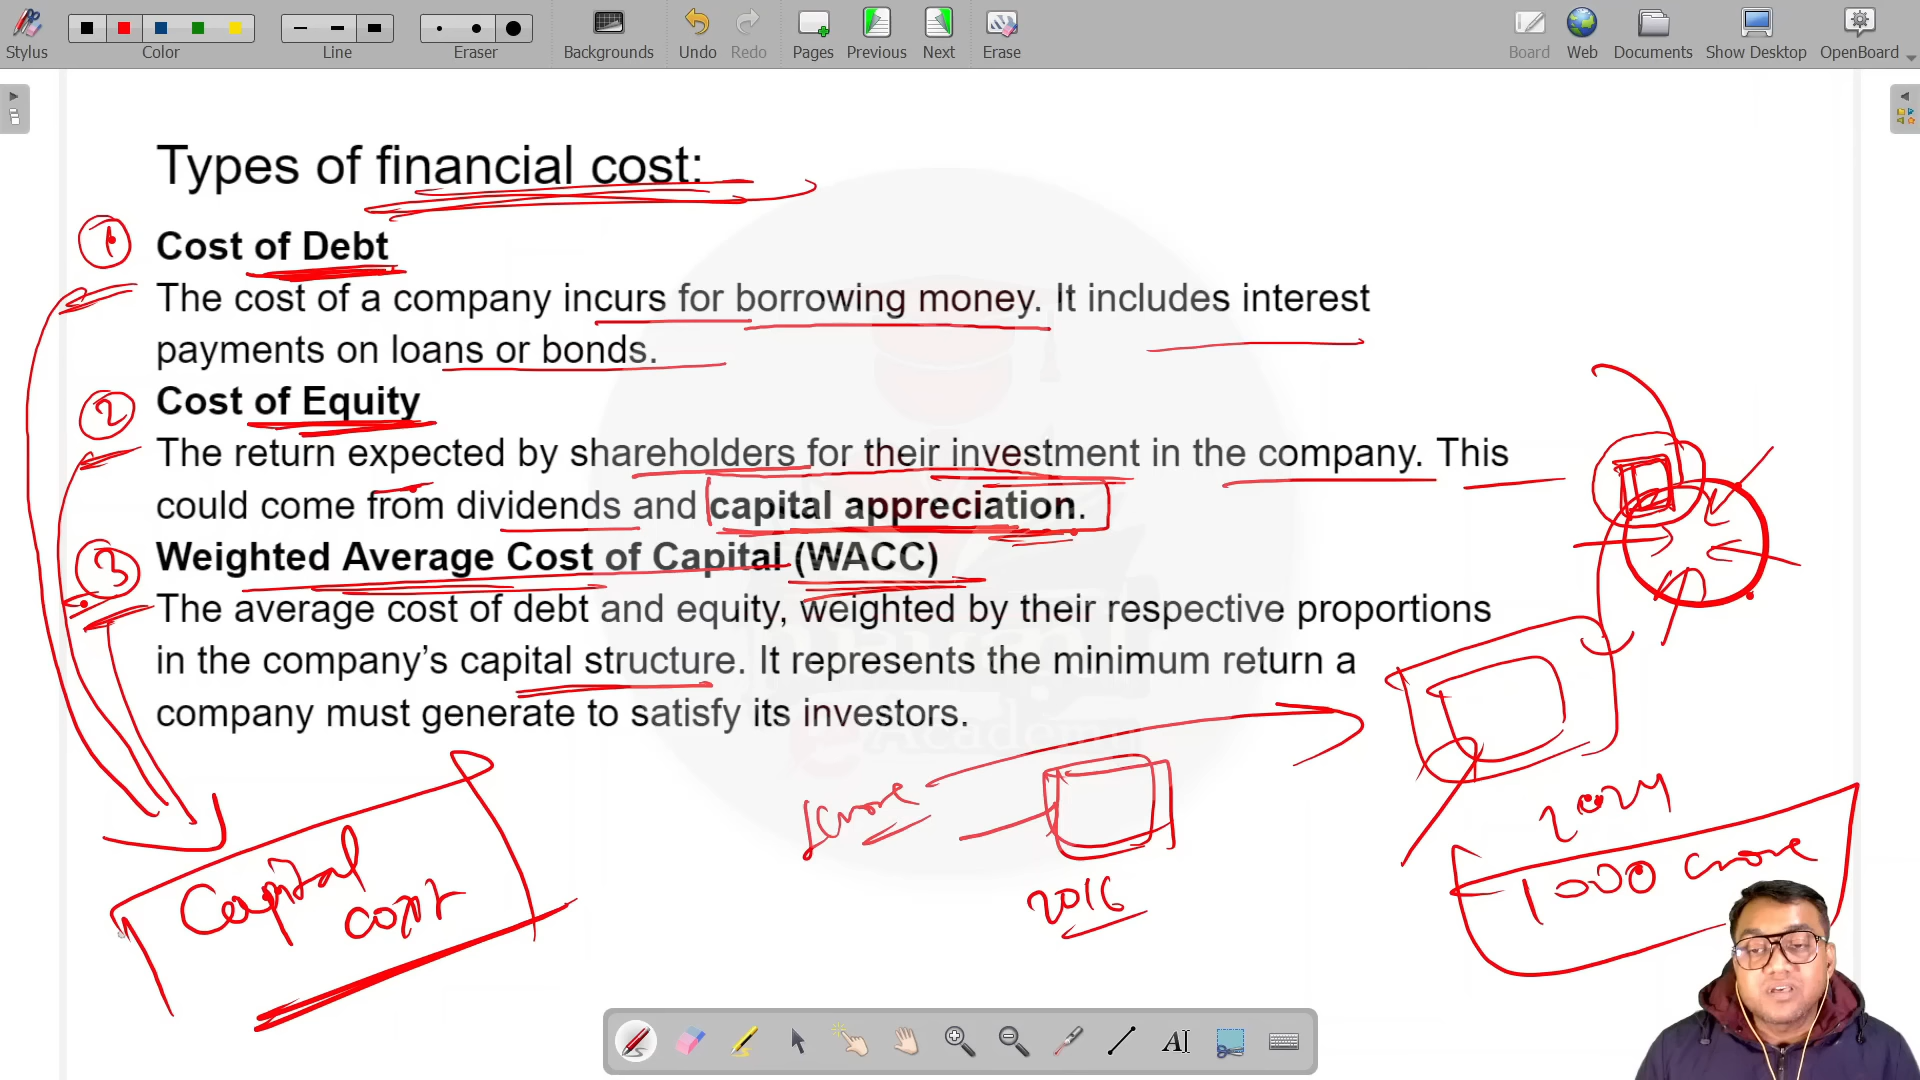 Stylus
Color
Line
Eraser
Backgrounds
Undo
Redo
Pages
Previous
Next
Erase
Board
Web
Documents
Show Desktop
OpenBoard
Types of financial cost:
1
Cost of Debt
The cost of a company incurs for borrowing money. It includes interest
payments on loans or bonds.
2
Cost of Equity
The return expected by shareholders for their investment in the company. This
could come from dividends and capital appreciation.
3
Weighted Average Cost of Capital (WACC)
The average cost of debt and equity, weighted by their respective proportions
in the company’s capital structure. It represents the minimum return a
company must generate to satisfy its investors.
Academy
Capital
cost
1crore
2016
2024
1000 crore